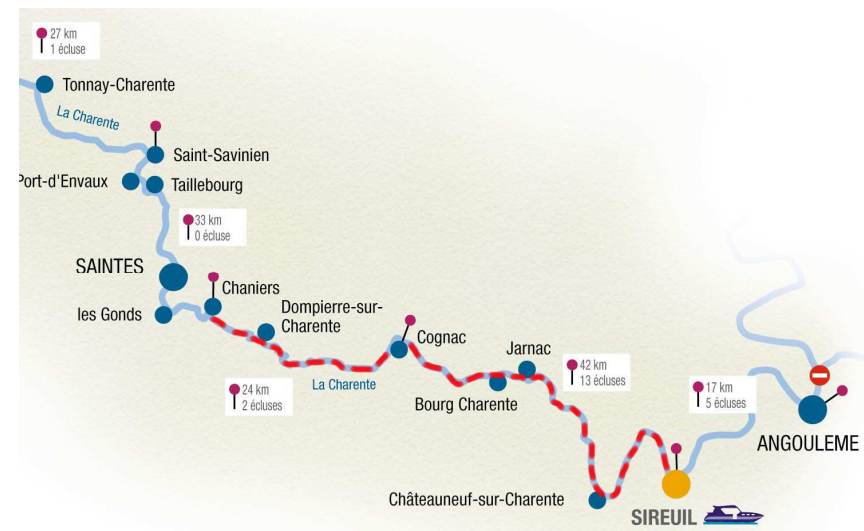 27 km
1 écluse
Tonnay-Charente
La Charente
Saint-Savinien
Port-d'Envaux
Taillebourg
33 km
0 écluse
SAINTES
Chaniers
les Gonds
Dompierre-sur-
Charente
Cognac
Jarnac
42 km
13 écluses
La Charente
24 km
2 écluses
Bourg Charente
17 km
5 écluses
ANGOULEME
Châteauneuf-sur-Charente
SIREUIL